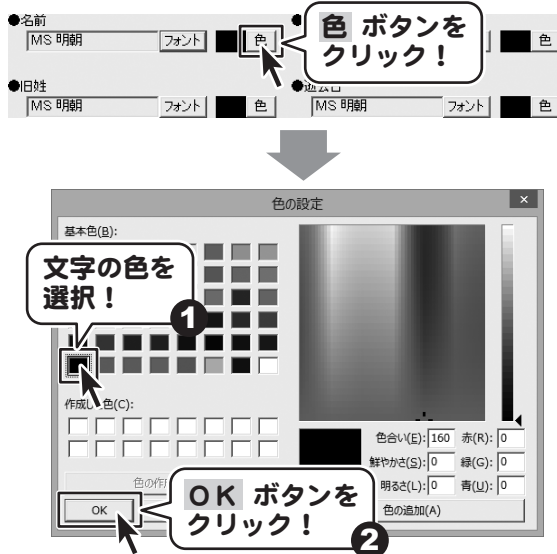 ●名前
MS 明朝 フォント 色
色 ボタンを
クリック！
色
●旧姓
MS 明朝 フォント 色
MS 明朝 フォント 色
色の設定
×
基本色(B):
文字の色を
選択！
1
色(C):
色合い(E): 160 赤(R): 0
鮮やかさ(S): 0 緑(G): 0
明るさ(L): 0 青(U): 0
OK
色の追加(A)
OK ボタンを
クリック！
2